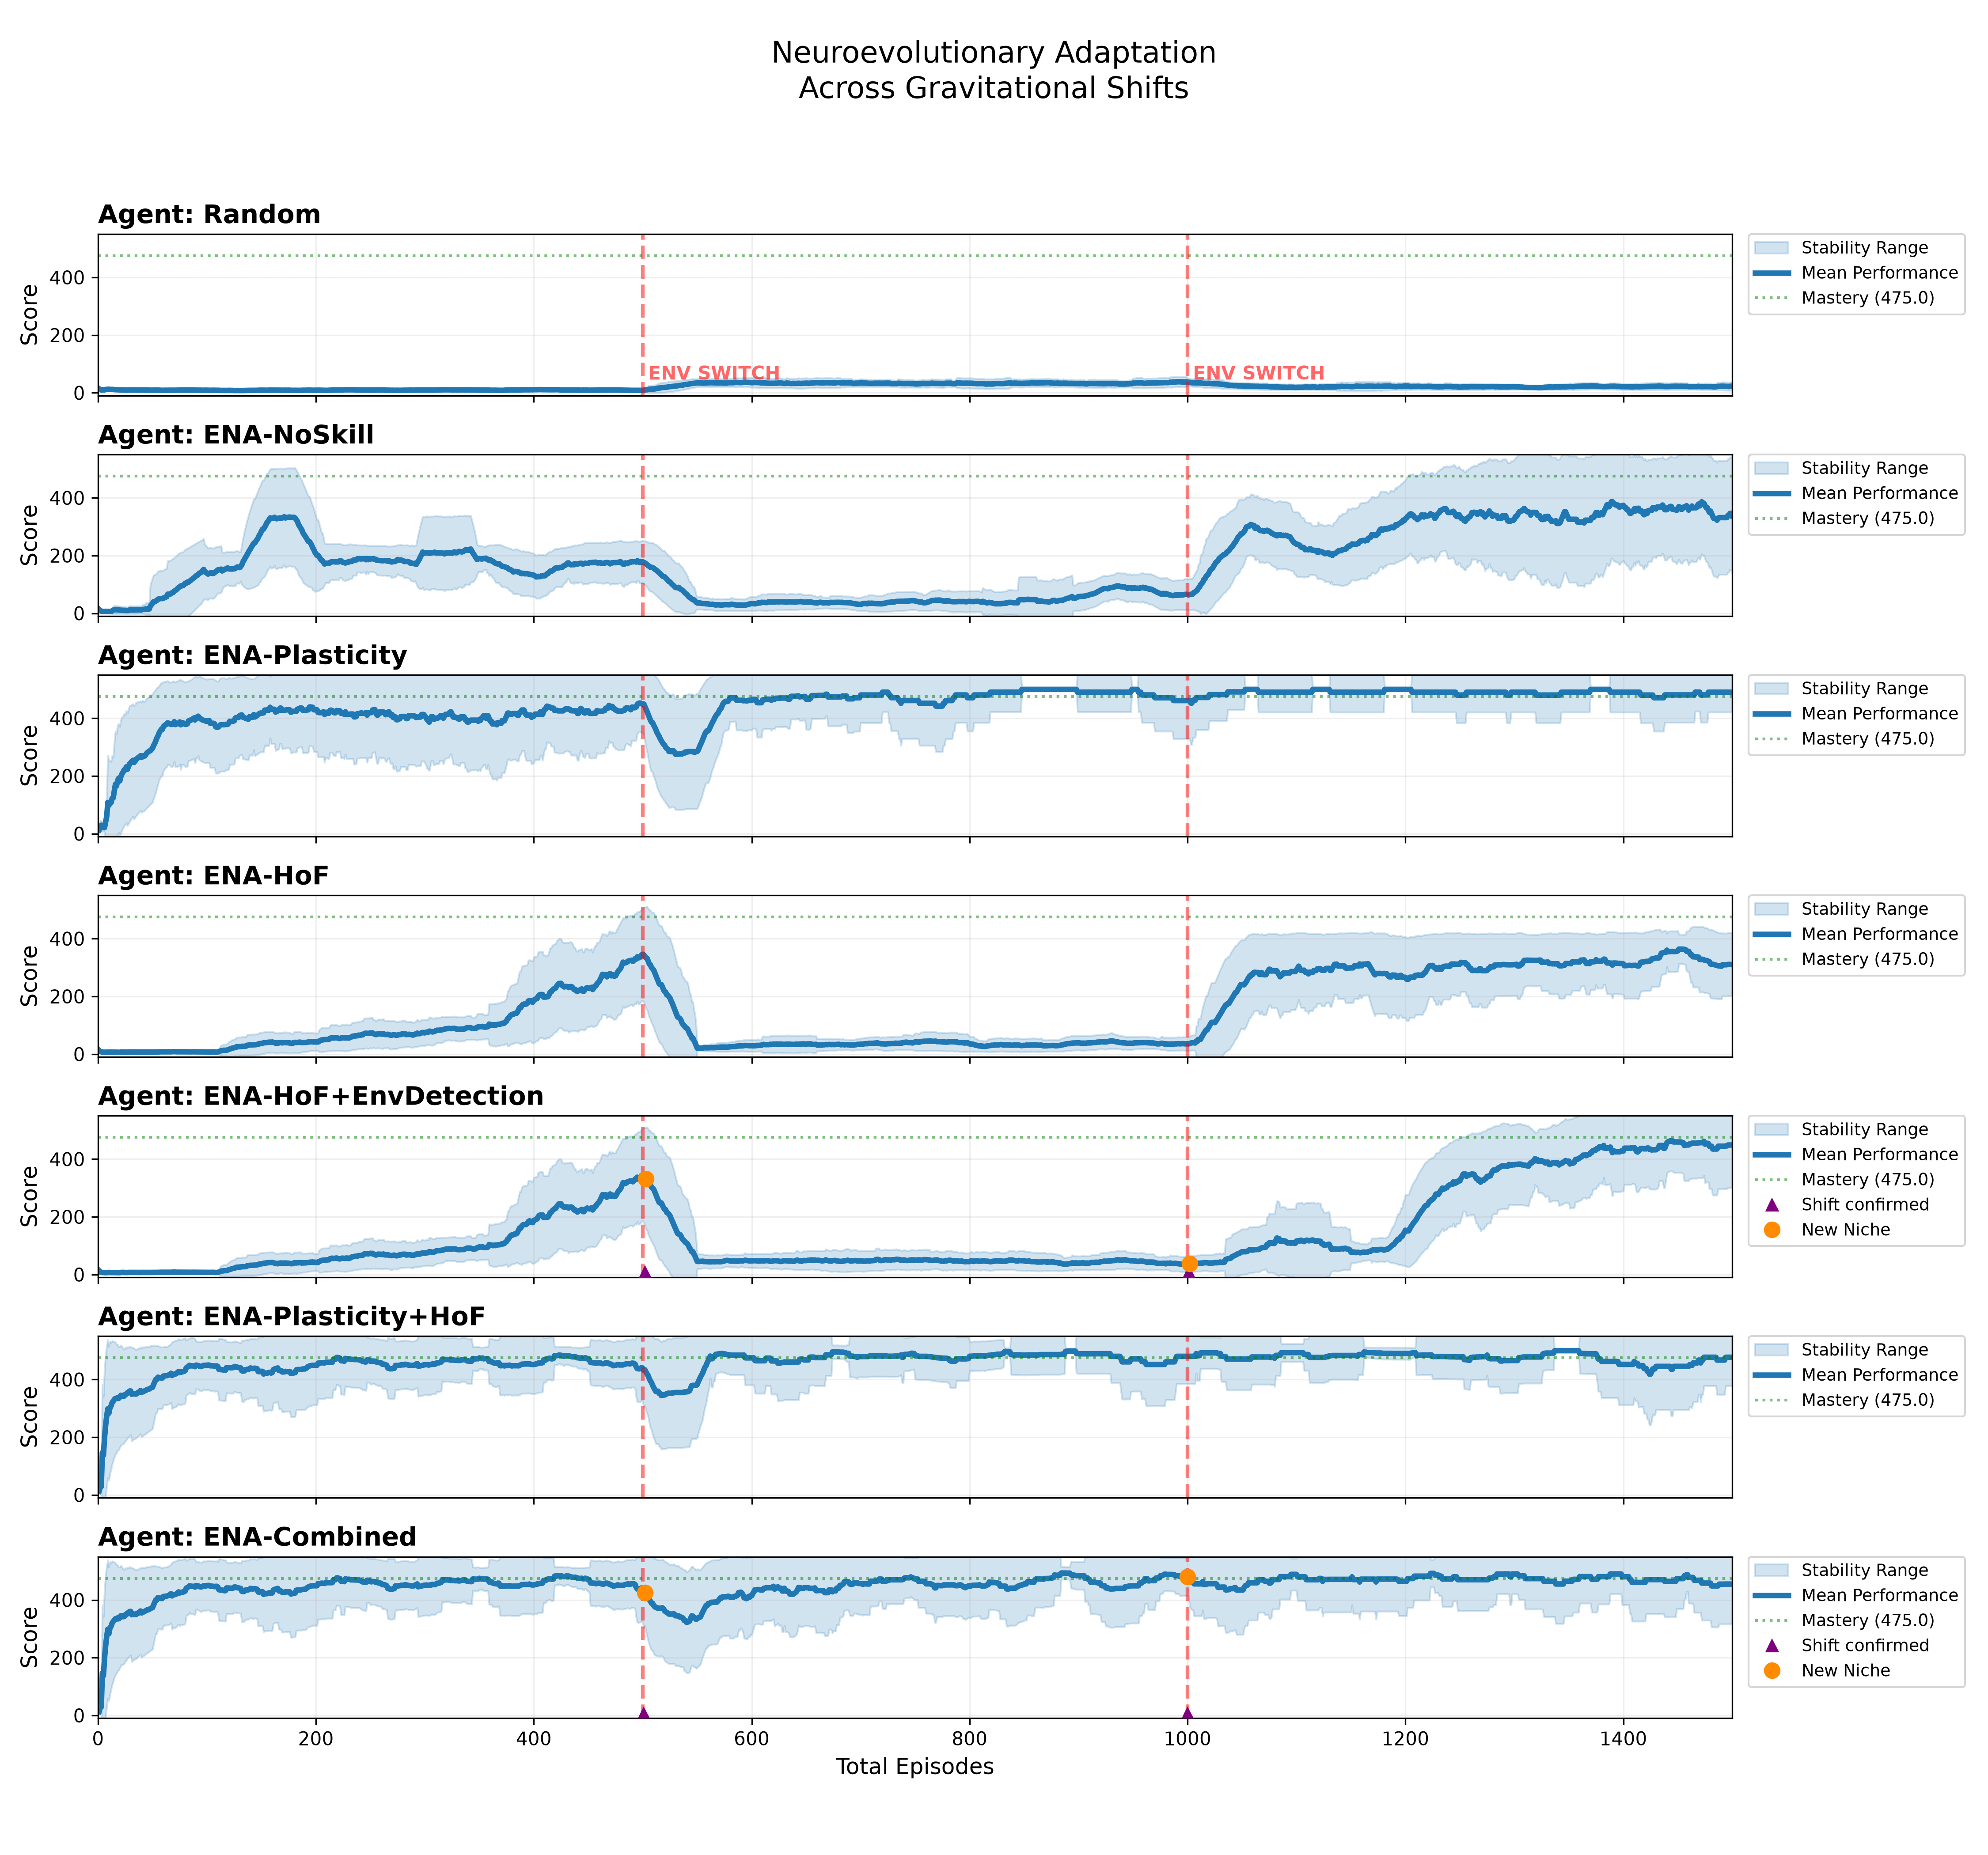 Neuroevolutionary Adaptation
Across Gravitational Shifts
Agent: Random
Score
400
200
0
ENV SWITCH
ENV SWITCH
Stability Range
Mean Performance
Mastery (475.0)
Agent: ENA-NoSkill
Score
400
200
0
Stability Range
Mean Performance
Mastery (475.0)
Agent: ENA-Plasticity
Score
400
200
0
Stability Range
Mean Performance
Mastery (475.0)
Agent: ENA-HoF
Score
400
200
0
Stability Range
Mean Performance
Mastery (475.0)
Agent: ENA-HoF+EnvDetection
Score
400
200
0
Stability Range
Mean Performance
Mastery (475.0)
Shift confirmed
New Niche
Agent: ENA-Plasticity+HoF
Score
400
200
0
Stability Range
Mean Performance
Mastery (475.0)
Agent: ENA-Combined
Score
400
200
0
Stability Range
Mean Performance
Mastery (475.0)
Shift confirmed
New Niche
0 200 400 600 800 1000 1200 1400
Total Episodes